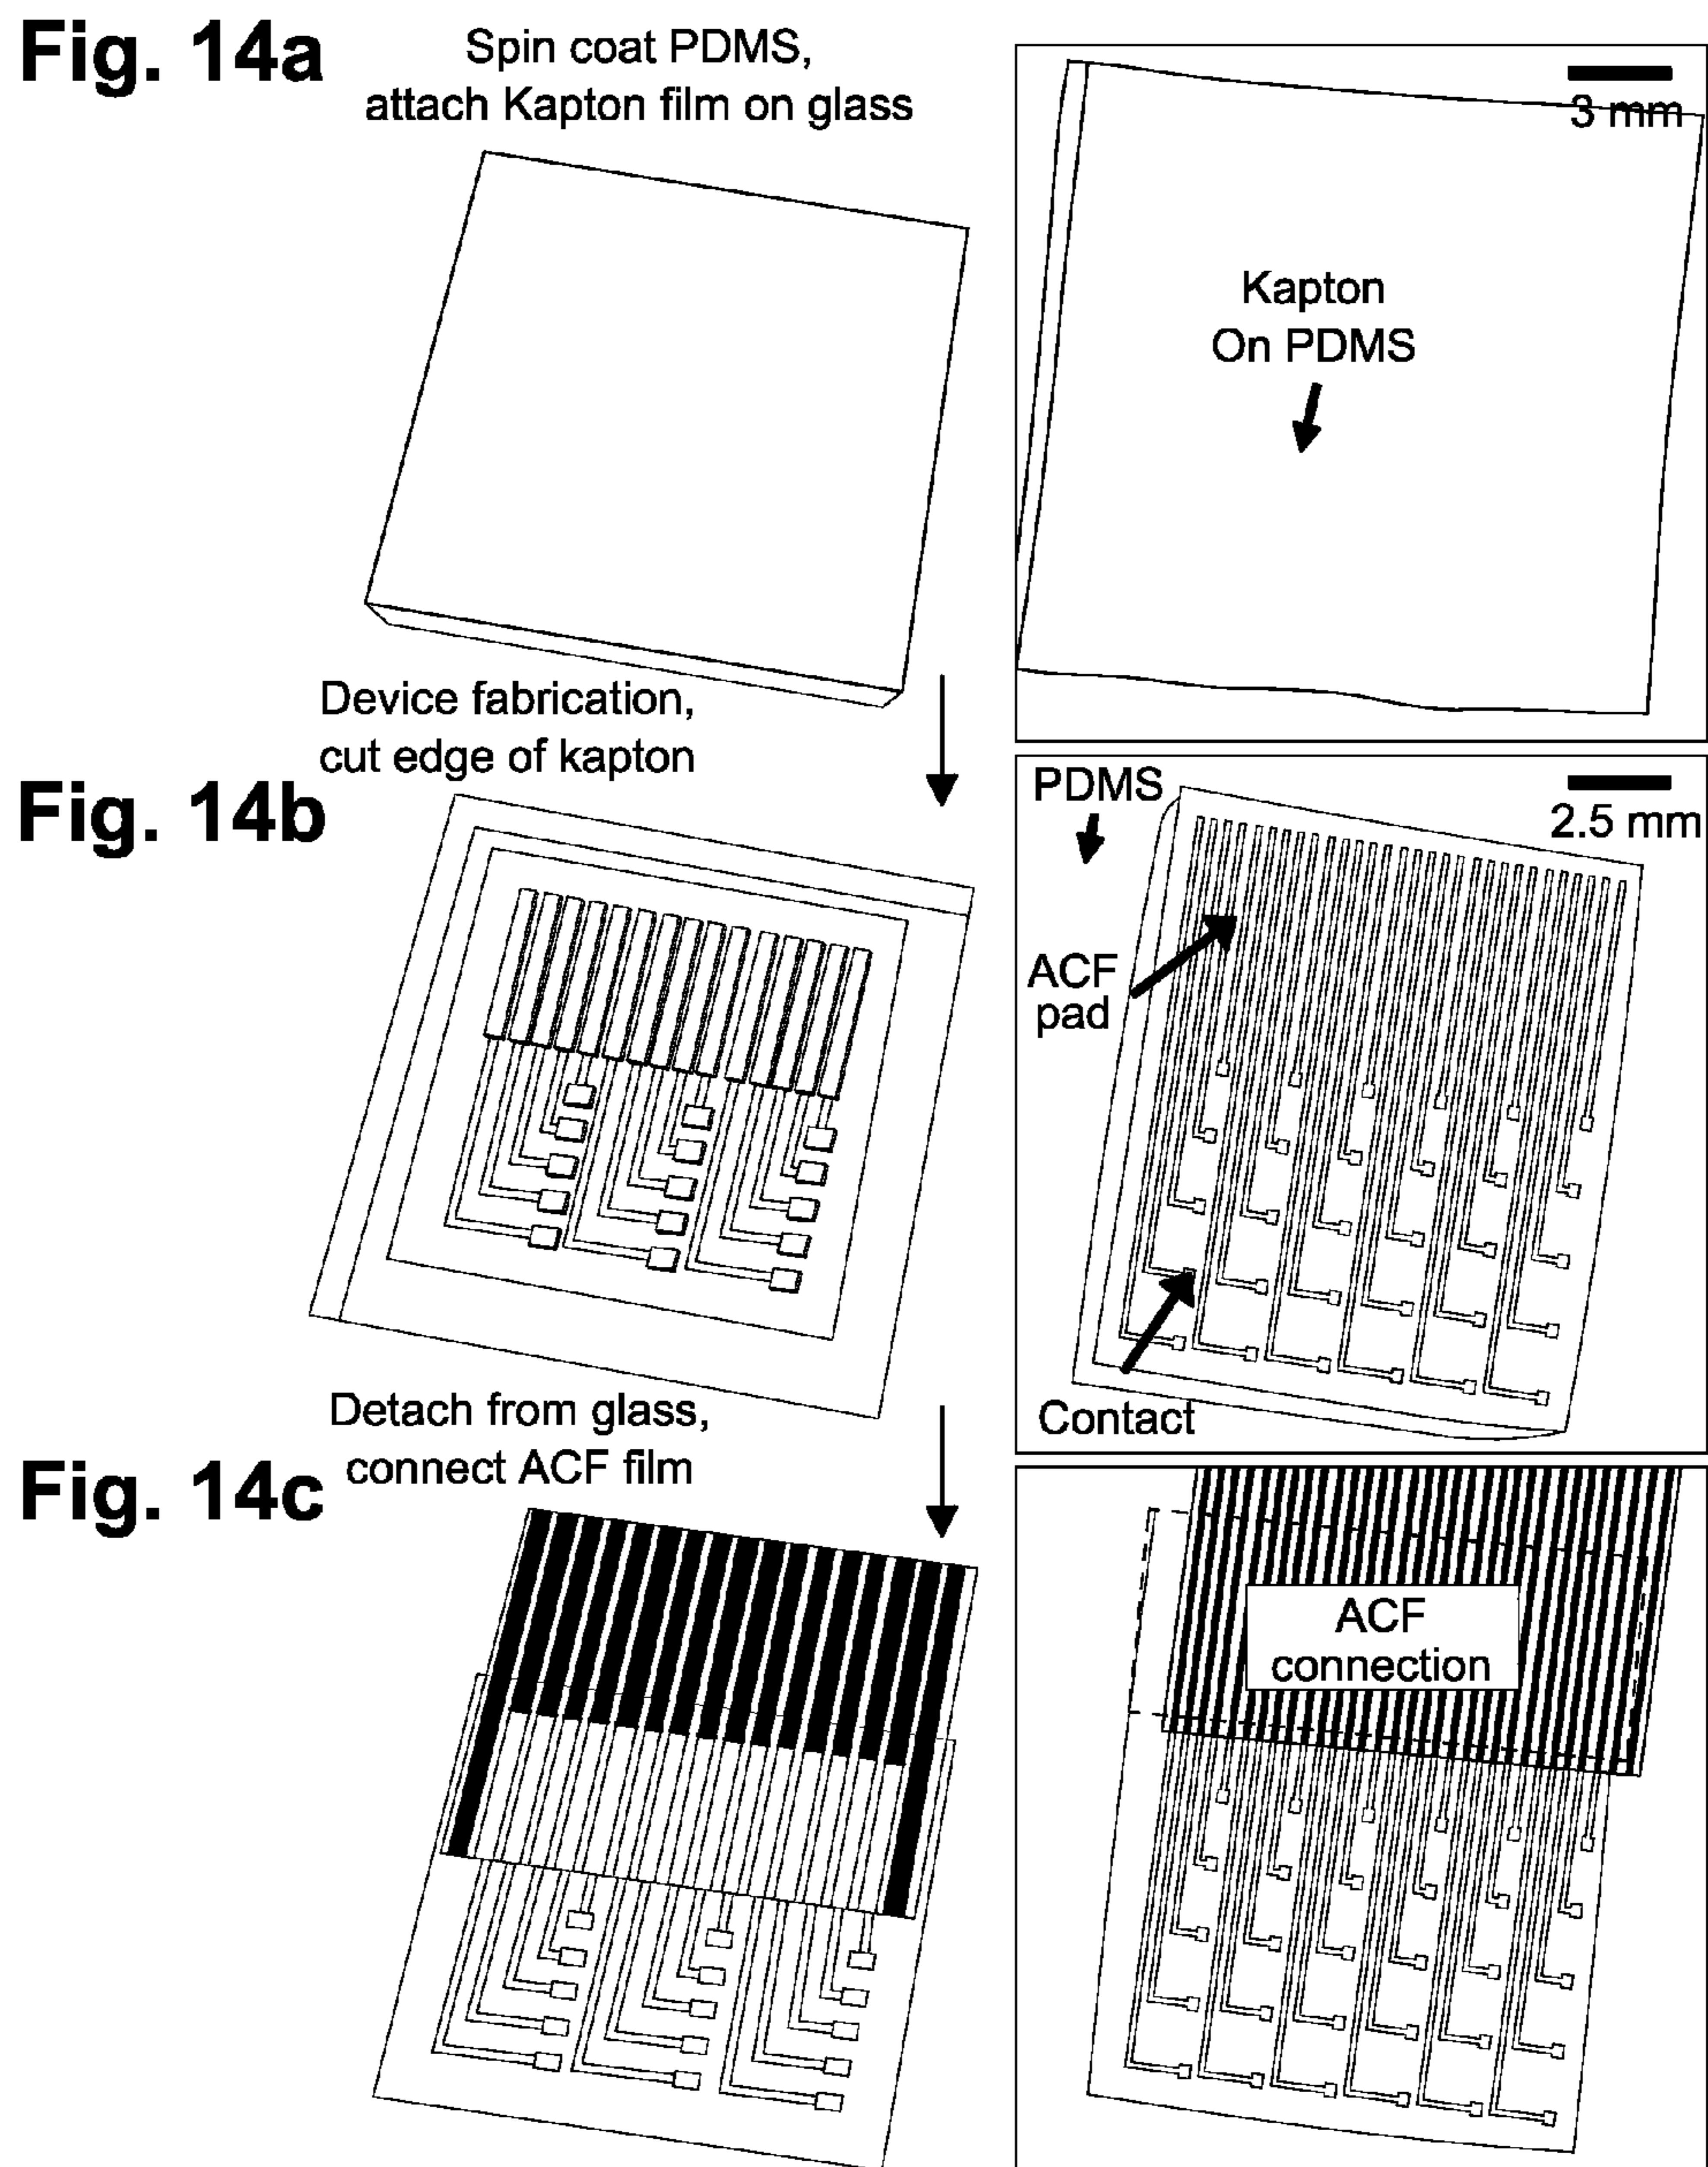 Fig. 14a
Spin coat PDMS,
attach Kapton film on glass
3 mm
Kapton
On PDMS
Device fabrication,
cut edge of kapton
Fig. 14b
PDMS
2.5 mm
ACF
pad
Contact
Detach from glass,
connect ACF film
Fig. 14c
ACF
connection